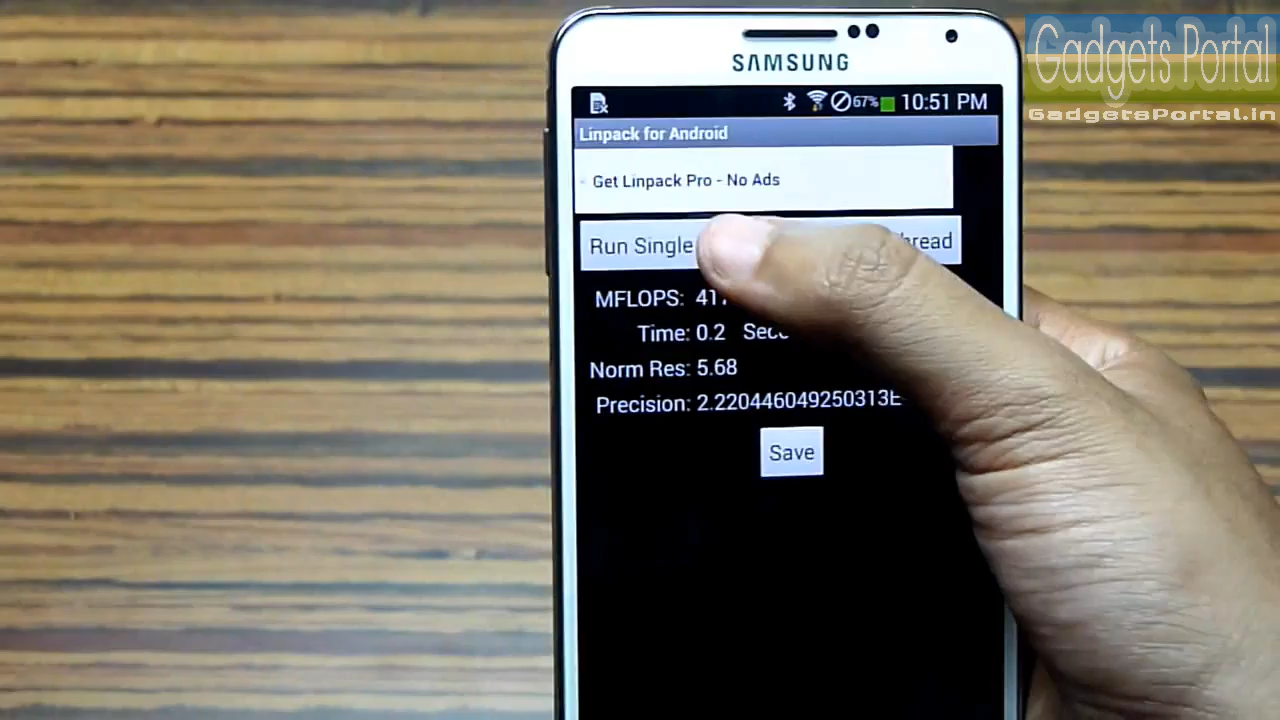 Gadgets Portal
GadgetsPortal.in
SAMSUNG
67% 10:51 PM
Linpack for Android
Get Linpack Pro - No Ads
Run Single
MFLOPS:
Time: 0.2
Norm Res: 5.68
Precision: 2.220446049250313E
Save